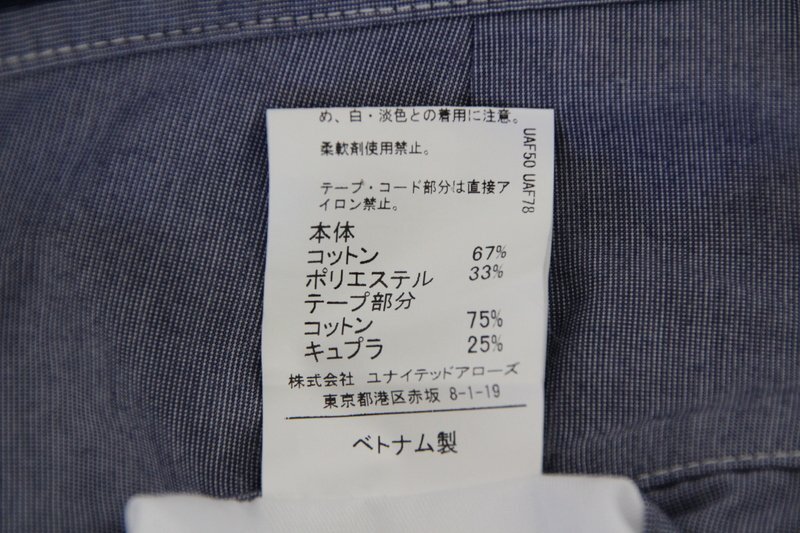 め、白・淡色との着用に注意。
柔軟剤使用禁止。
テープ・コード部分は直接ア
イロン禁止。
UAF50 UAF78
本体
コットン 67%
ポリエステル 33%
テープ部分
コットン 75%
キュプラ 25%
株式会社 ユナイテッドアローズ
東京都港区赤坂 8-1-19
ベトナム製